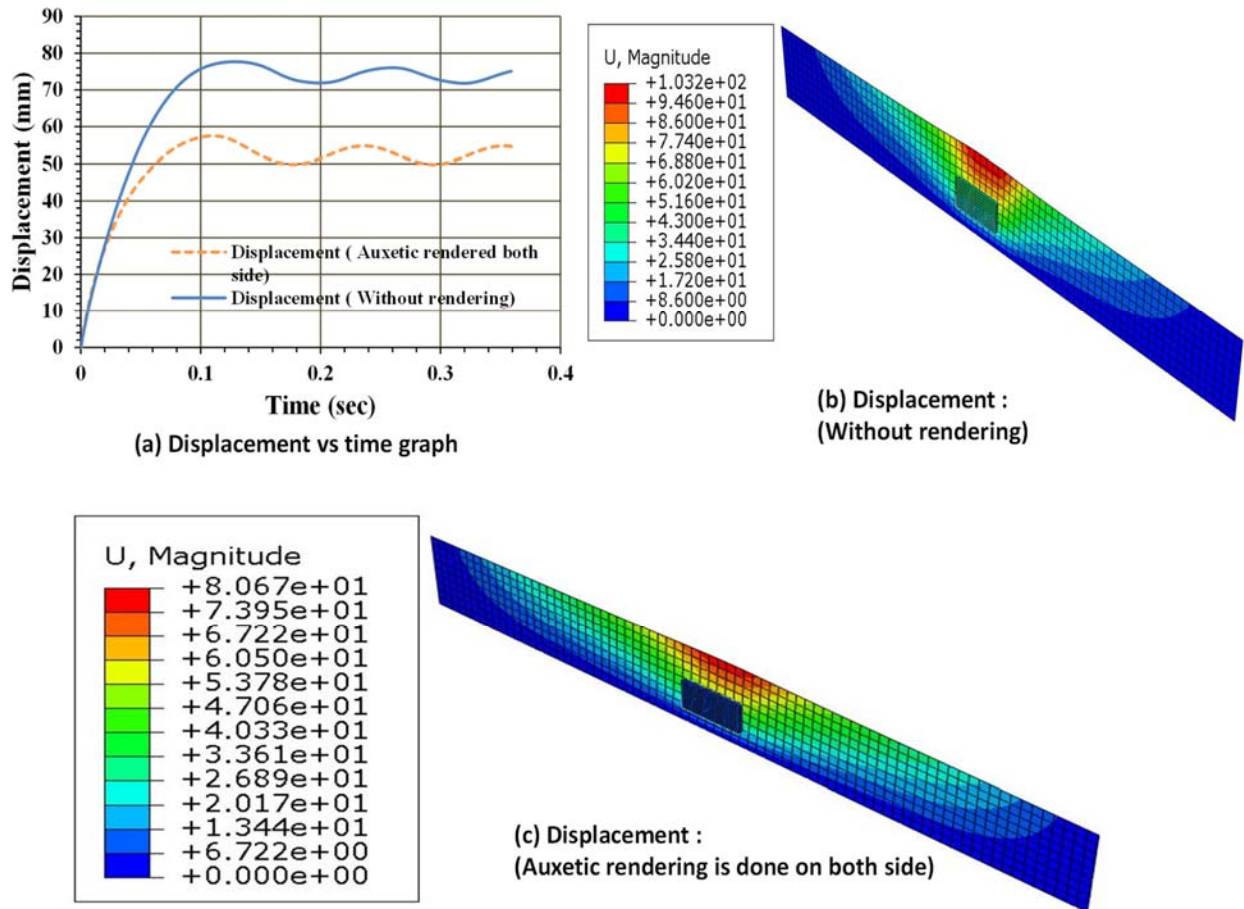 90
80
70
60
50
40
30
20
10
0
Displacement (mm)
Displacement ( Auxetic rendered both
side)
Displacement ( Without rendering)
0 0.1 0.2 0.3 0.4
Time (sec)
(a) Displacement vs time graph
U, Magnitude
+1.032e+02
+9.460e+01
+8.600e+01
+7.740e+01
+6.880e+01
+6.020e+01
+5.160e+01
+4.300e+01
+3.440e+01
+2.580e+01
+1.720e+01
+8.600e+00
+0.000e+00
(b) Displacement :
(Without rendering)
U, Magnitude
+8.067e+01
+7.395e+01
+6.722e+01
+6.050e+01
+5.378e+01
+4.706e+01
+4.033e+01
+3.361e+01
+2.689e+01
+2.017e+01
+1.344e+01
+6.722e+00
+0.000e+00
(c) Displacement :
(Auxetic rendering is done on both side)